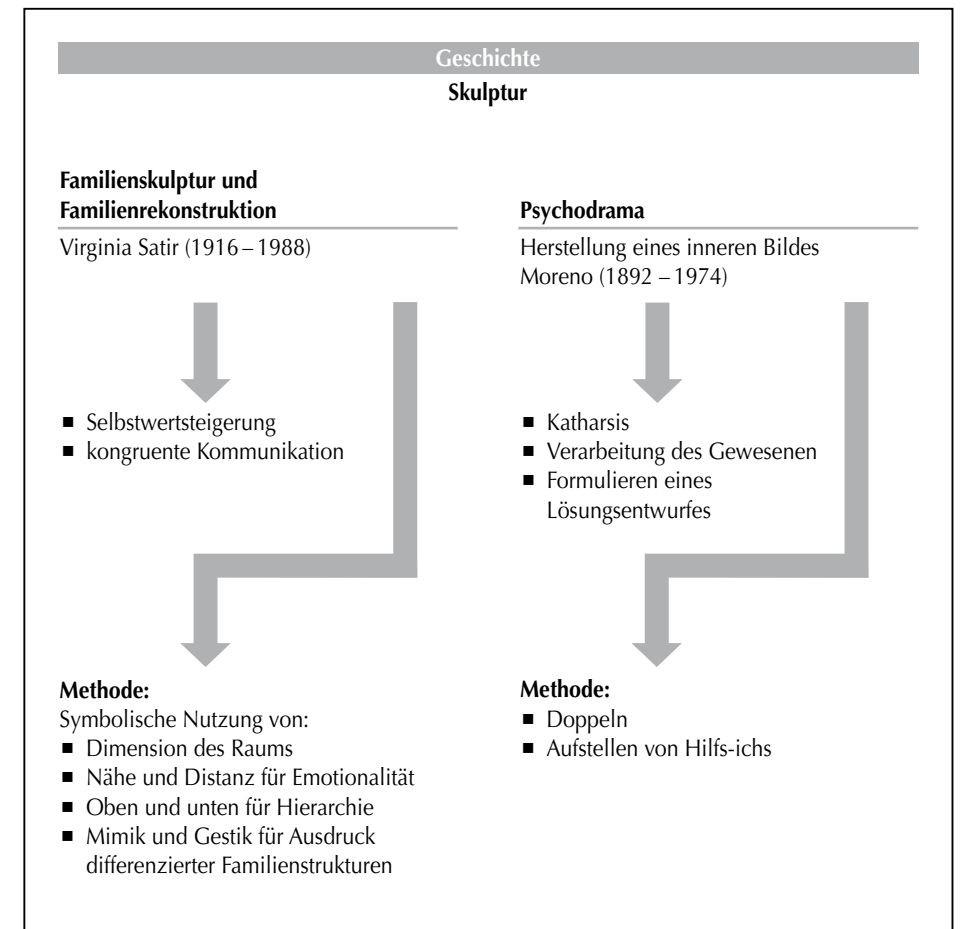 Geschichte
Skulptur
Familienskulptur und
Familienrekonstruktion
Virginia Satir (1916 – 1988)
■ Selbstwertsteigerung
■ kongruente Kommunikation
Methode:
Symbolische Nutzung von:
■ Dimension des Raums
■ Nähe und Distanz für Emotionalität
■ Oben und unten für Hierarchie
■ Mimik und Gestik für Ausdruck
differenzierter Familienstrukturen
Psychodrama
Herstellung eines inneren Bildes
Moreno (1892 – 1974)
■ Katharsis
■ Verarbeitung des Gewesenen
■ Formulieren eines
Lösungsentwurfes
Methode:
■ Doppeln
■ Aufstellen von Hilfs-ichs